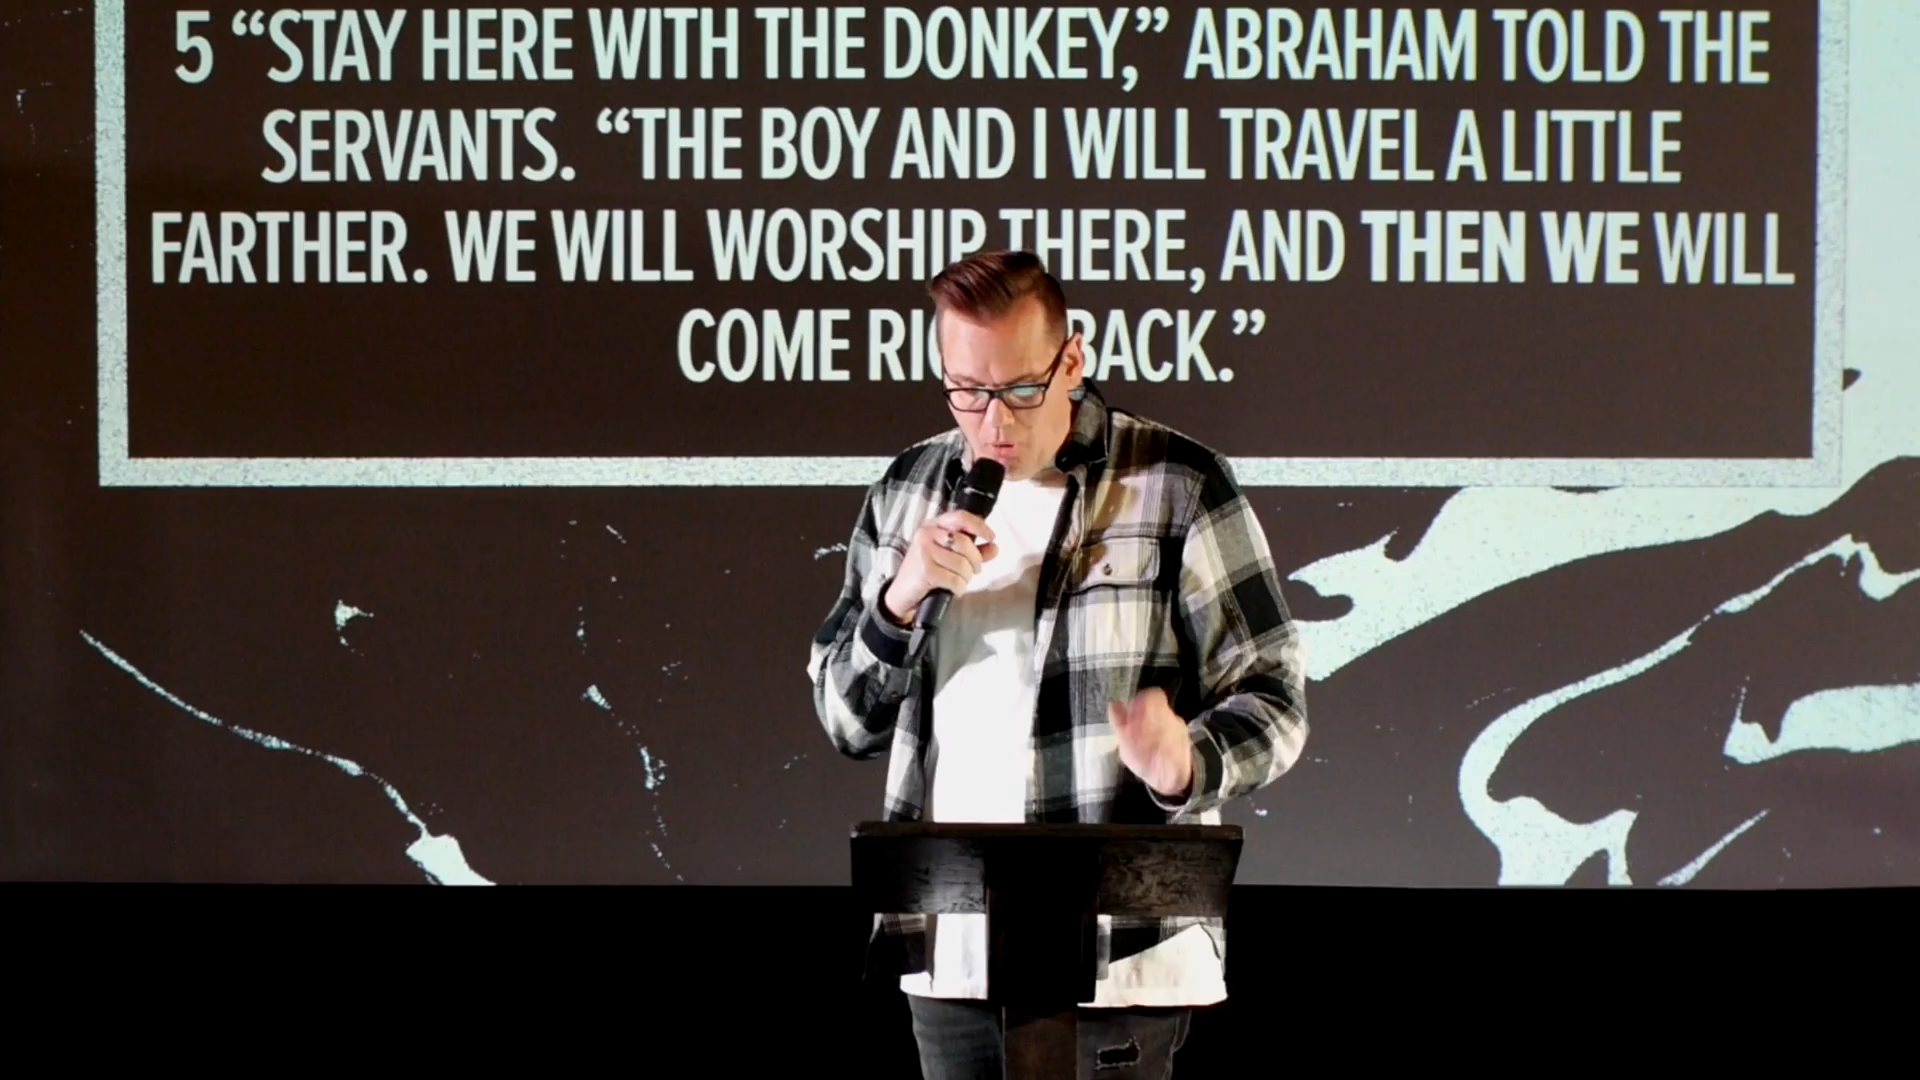 5 “STAY HERE WITH THE DONKEY,” ABRAHAM TOLD THE
SERVANTS. “THE BOY AND I WILL TRAVEL A LITTLE
FARTHER. WE WILL WORSHIP THERE, AND THEN WE WILL
COME BACK.”